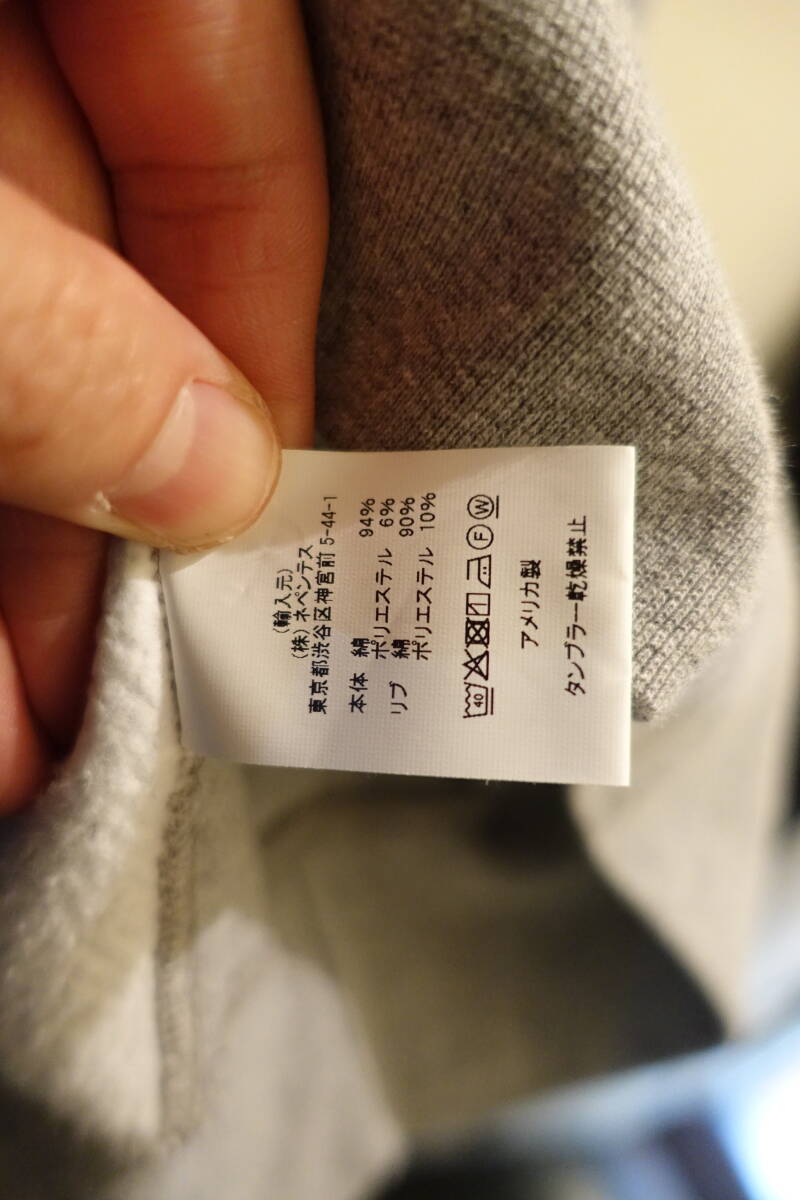 (輸入元)
(株)ネペンテス
東京都渋谷区神宮前 5-44-1
本体 綿 94%
ポリエステル 6%
リブ 綿 90%
ポリエステル 10%
40 F W
アメリカ製
タンブラー乾燥禁止